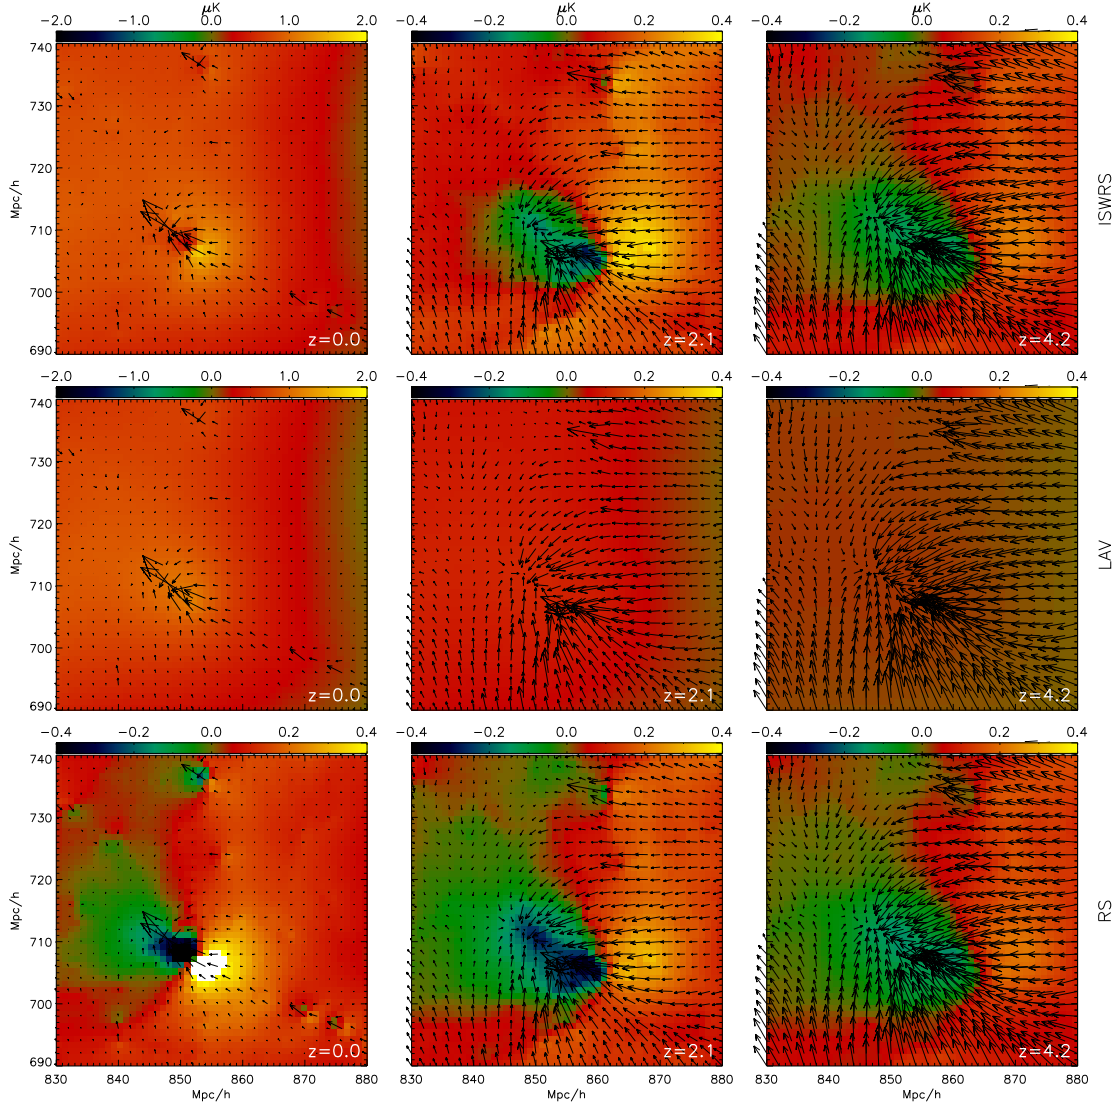 μK μK μK
−2.0 −1.0 0.0 1.0 2.0 −0.4 −0.2 0.0 0.2 0.4 −0.4 −0.2 0.0 0.2 0.4
740
730
720
710
700
690
Mpc/h
z=0.0 z=2.1 z=4.2
ISWRS
−2.0 −1.0 0.0 1.0 2.0 −0.4 −0.2 0.0 0.2 0.4 −0.4 −0.2 0.0 0.2 0.4
740
730
720
710
700
690
Mpc/h
z=0.0 z=2.1 z=4.2
LAV
−0.4 −0.2 0.0 0.2 0.4 −0.4 −0.2 0.0 0.2 0.4 −0.4 −0.2 0.0 0.2 0.4
740
730
720
710
700
690
Mpc/h
z=0.0 z=2.1 z=4.2
RS
830 840 850 860 870 880 830 840 850 860 870 880 830 840 850 860 870 880
Mpc/h Mpc/h Mpc/h